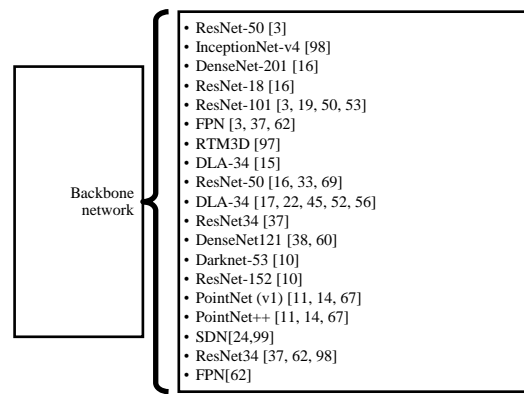 Backbone
network
• ResNet-50 [3]
• InceptionNet-v4 [98]
• DenseNet-201 [16]
• ResNet-18 [16]
• ResNet-101 [3, 19, 50, 53]
• FPN [3, 37, 62]
• RTM3D [97]
• DLA-34 [15]
• ResNet-50 [16, 33, 69]
• DLA-34 [17, 22, 45, 52, 56]
• ResNet34 [37]
• DenseNet121 [38, 60]
• Darknet-53 [10]
• ResNet-152 [10]
• PointNet (v1) [11, 14, 67]
• PointNet++ [11, 14, 67]
• SDN[24,99]
• ResNet34 [37, 62, 98]
• FPN[62]